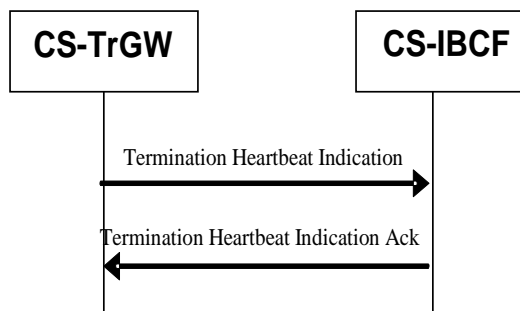 CS-TrGW
CS-IBCF
Termination Heartbeat Indication
Termination Heartbeat Indication Ack